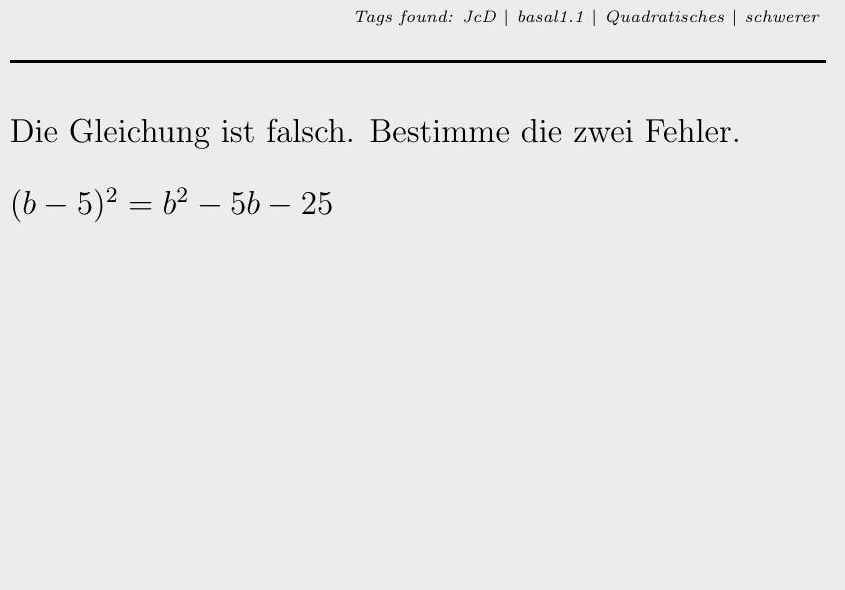 Tags found: JcD | basal1.1 | Quadratisches | schwerer
Die Gleichung ist falsch. Bestimme die zwei Fehler.
(b − 5)² = b² − 5b − 25